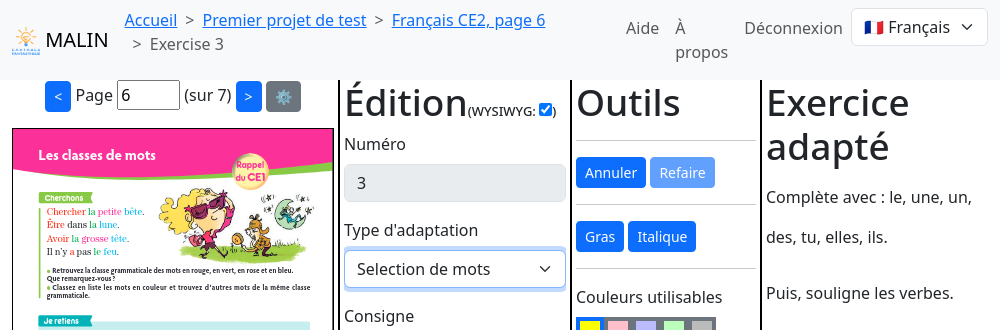 MALIN
Accueil > Premier projet de test > Français CE2, page 6
> Exercise 3
Aide
À propos
Déconnexion
🇫🇷 Français
< Page 6 (sur 7) > ⚙️
Les classes de mots
Rappel
du CE1
Cherchons
Chercher la petite bête.
Être dans la lune.
Avoir la grosse tête.
Il n'y a pas le feu.
• Retrouvez la classe grammaticale des mots en rouge, en vert, en rose et en bleu.
Que remarquez-vous ?
• Classez en liste les mots en couleur et trouvez d'autres mots de la même classe
grammaticale.
Je retiens
Édition (WYSIWYG: )
Numéro
3
Type d'adaptation
Selection de mots
Consigne
Outils
Annuler Refaire
Gras Italique
Couleurs utilisables
Exercice
adapté
Complète avec : le, une, un,
des, tu, elles, ils.
Puis, souligne les verbes.